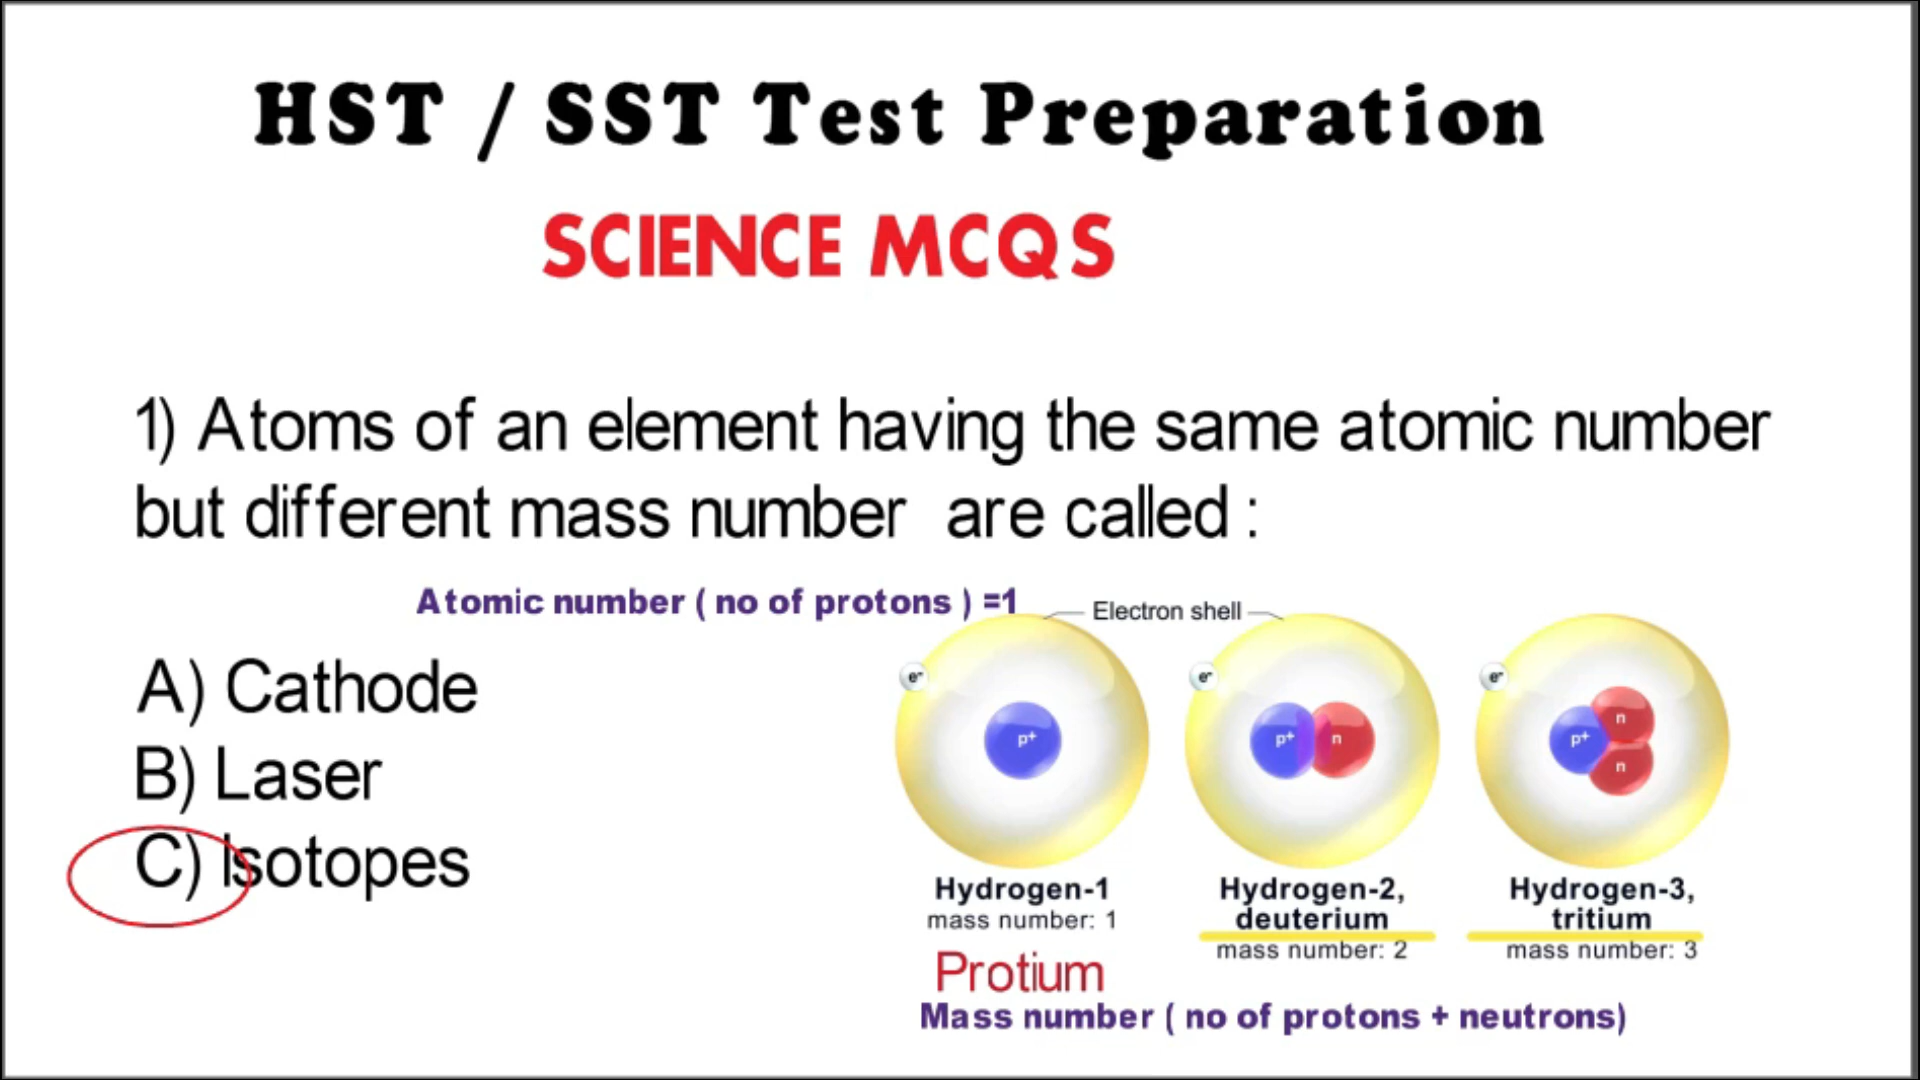 HST / SST Test Preparation
SCIENCE MCQS
1) Atoms of an element having the same atomic number
but different mass number are called :
Atomic number ( no of protons ) =1
A) Cathode
B) Laser
C) Isotopes
Electron shell
e-
p+
e-
p+ n
e-
p+
n
n
Hydrogen-1
mass number: 1
Protium
Hydrogen-2,
deuterium
mass number: 2
Hydrogen-3,
tritium
mass number: 3
Mass number ( no of protons + neutrons)